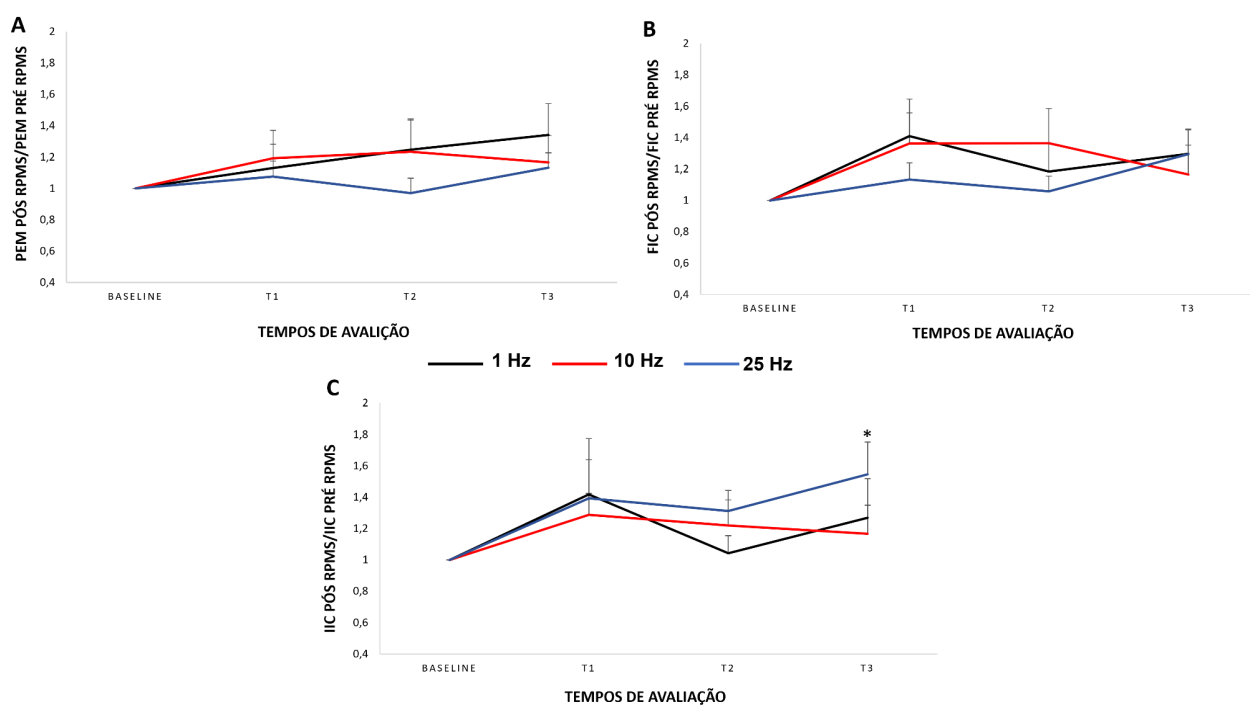 A
PEM PÓS RPMS/PEM PRÉ RPMS
2
1,8
1,6
1,4
1,2
1
0,8
0,6
0,4
BASELINE T1 T2 T3
TEMPOS DE AVALIÇÃO
B
FIC PÓS RPMS/FIC PRÉ RPMS
2
1,8
1,6
1,4
1,2
1
0,8
0,6
0,4
BASELINE T1 T2 T3
TEMPOS DE AVALIAÇÃO
1 Hz 10 Hz 25 Hz
C
IIC PÓS RPMS/IIC PRÉ RPMS
2
1,8
1,6
1,4
1,2
1
0,8
0,6
0,4
*
BASELINE T1 T2 T3
TEMPOS DE AVALIAÇÃO